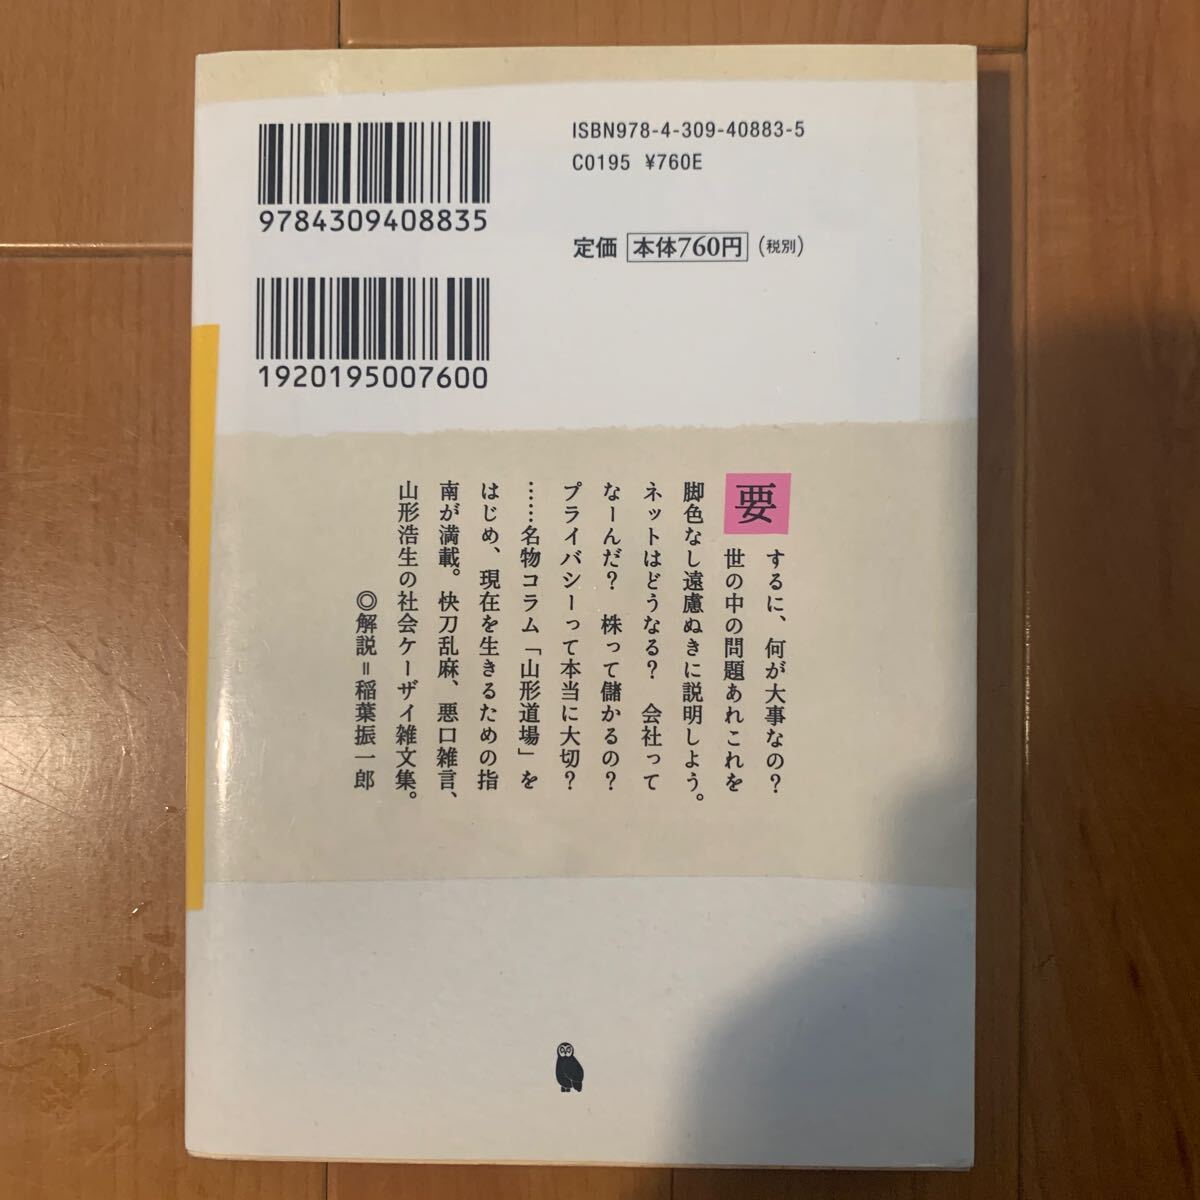 ISBN978-4-309-40883-5
C0195 ¥760E
9784309408835
定価 本体760円 (税別)
1920195007600
要
するに、何が大事なの？
世の中の問題あれこれを
脚色なし遠慮ぬきに説明しよう。
ネットはどうなる？　会社って
なーんだ？　株って儲かるの？
プライバシーって本当に大切？
……名物コラム「山形道場」を
はじめ、現在を生きるための指
南が満載。快刀乱麻、悪口雑言、
山形浩生の社会ケーザイ雑文集。
◎解説＝稲葉振一郎